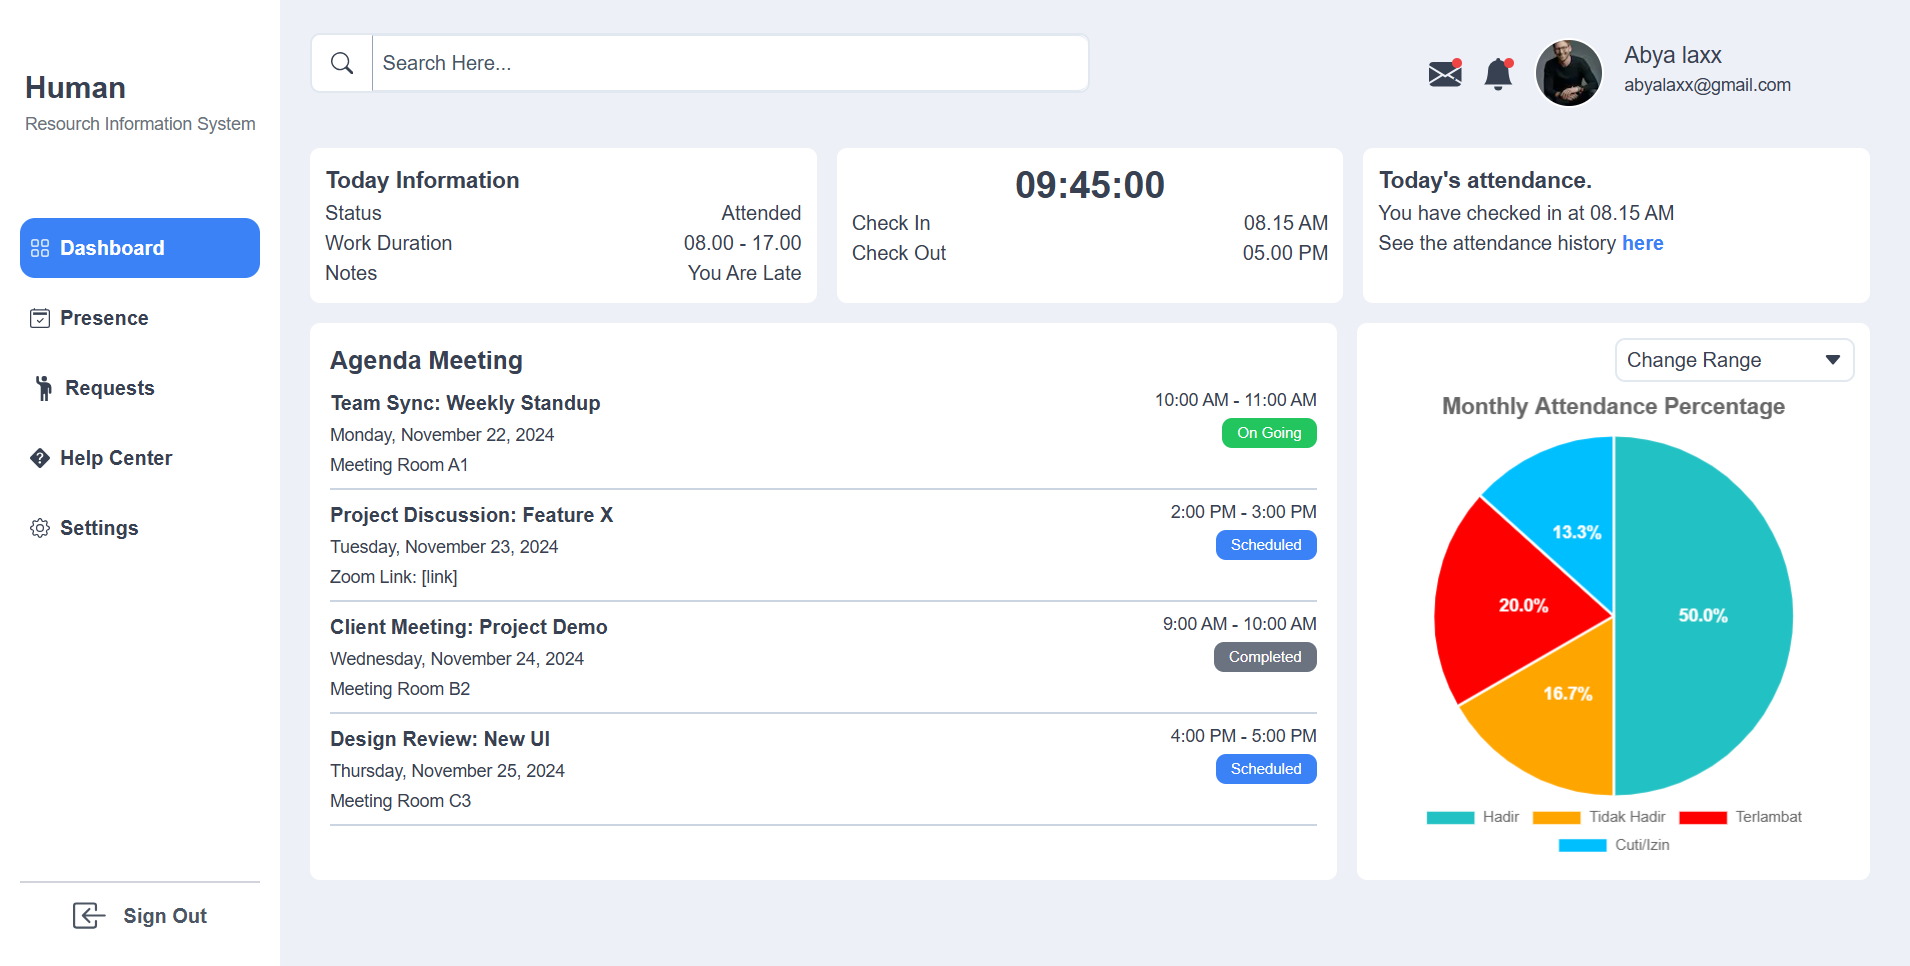 Human
Resourch Information System
Dashboard
Presence
Requests
Help Center
Settings
Sign Out
Search Here...
Abya laxx
abyalaxx@gmail.com
Today Information
Status Attended
Work Duration 08.00 - 17.00
Notes You Are Late
09:45:00
Check In 08.15 AM
Check Out 05.00 PM
Today's attendance.
You have checked in at 08.15 AM
See the attendance history here
Agenda Meeting
Team Sync: Weekly Standup 10:00 AM - 11:00 AM
Monday, November 22, 2024 On Going
Meeting Room A1
Project Discussion: Feature X 2:00 PM - 3:00 PM
Tuesday, November 23, 2024 Scheduled
Zoom Link: [link]
Client Meeting: Project Demo 9:00 AM - 10:00 AM
Wednesday, November 24, 2024 Completed
Meeting Room B2
Design Review: New UI 4:00 PM - 5:00 PM
Thursday, November 25, 2024 Scheduled
Meeting Room C3
Change Range
Monthly Attendance Percentage
13.3%
20.0%
50.0%
16.7%
Hadir Tidak Hadir Terlambat
Cuti/Izin